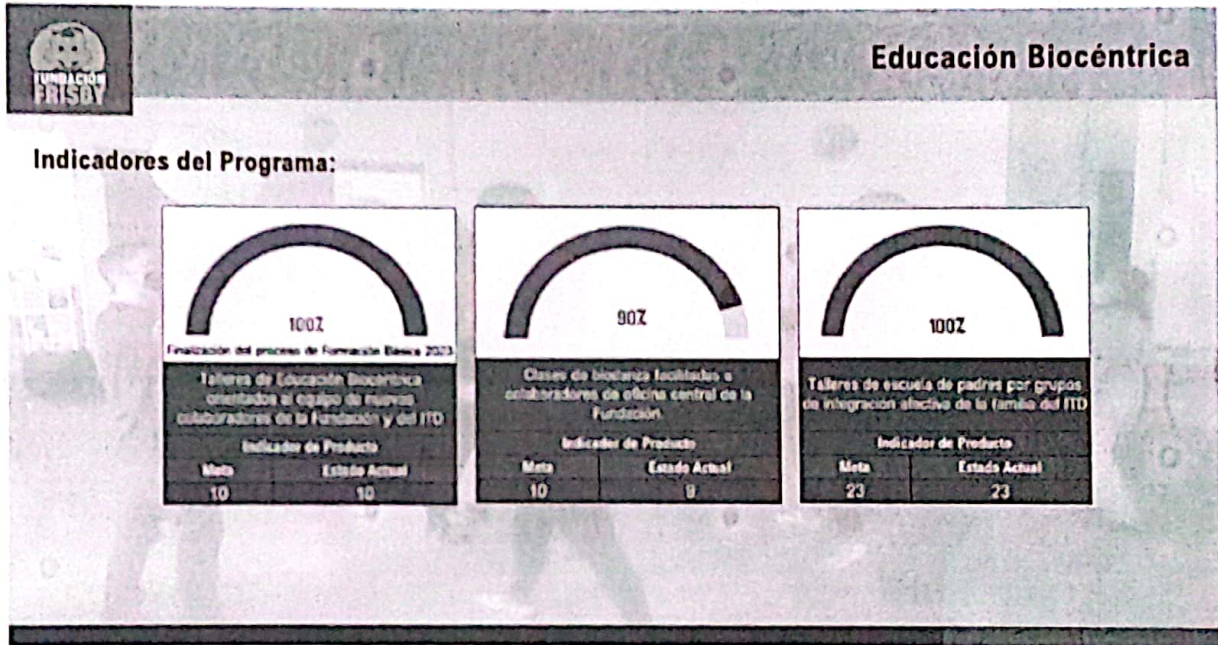 FUNDACIÓN
FRISBY
Educación Biocéntrica
Indicadores del Programa:
100%
Finalización del proceso de Formación Básica 2023
Talleres de Educación Biocéntrica
orientados al equipo de nuevos
colaboradores de la Fundación y del ITD
Indicador de Producto
Meta Estado Actual
10 10
90%
Clases de biodanza facilitadas a
colaboradores de oficina central de la
Fundación
Indicador de Producto
Meta Estado Actual
10 9
100%
Talleres de escuela de padres por grupos
de integración afectiva de la familia del ITD
Indicador de Producto
Meta Estado Actual
23 23